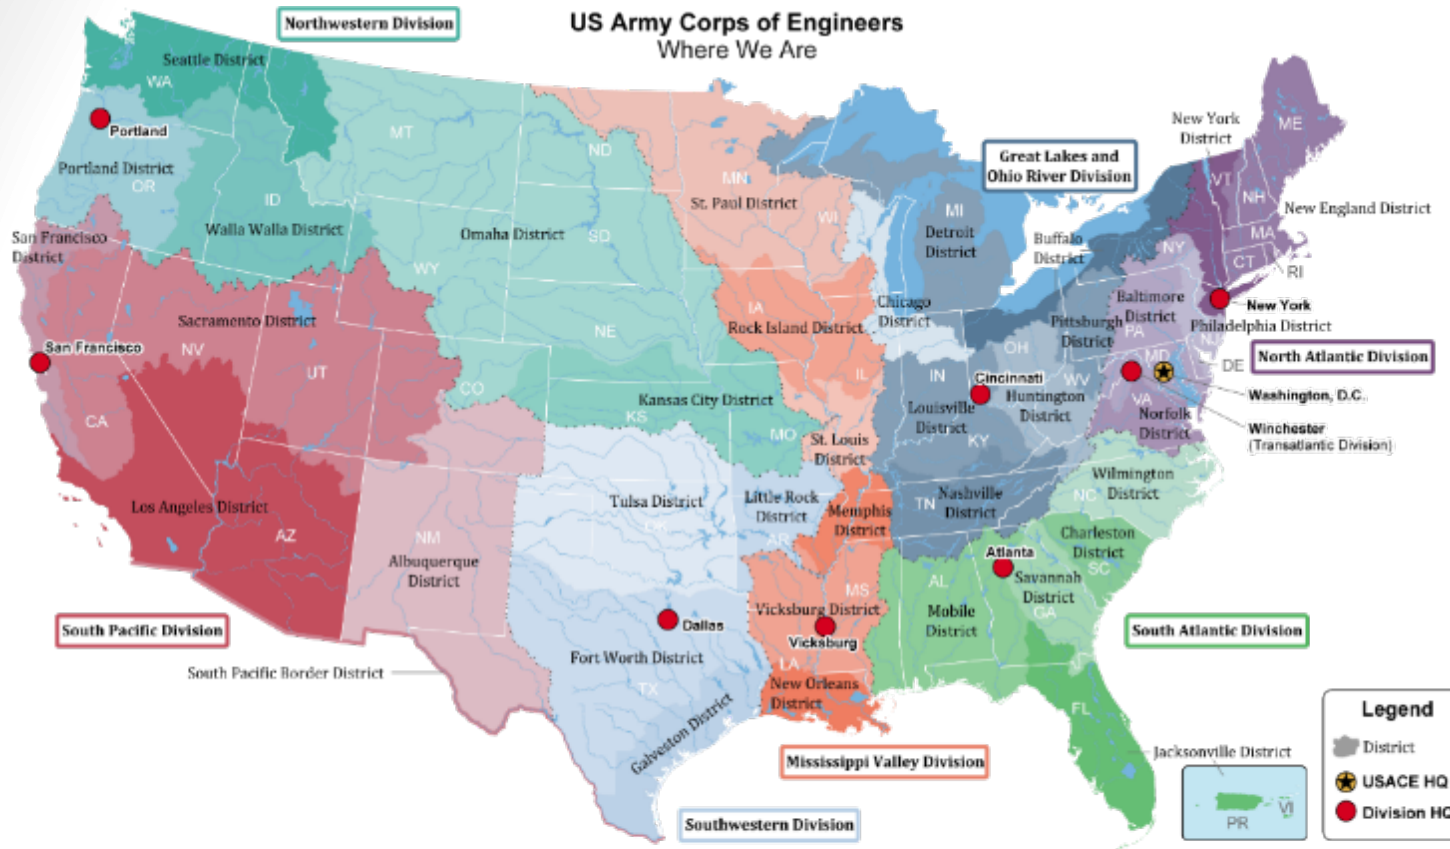 US Army Corps of Engineers
Where We Are
Northwestern Division
Seattle District
WA
Portland
Portland District
OR
ID
Walla Walla District
MT
ND
Omaha District
SD
WY
NE
MN
St. Paul District
WI
Great Lakes and
Ohio River Division
MI
Detroit
District
New York
District
ME
VT
NH
New England District
MA
CT
RI
NY
Buffalo
District
San Francisco
District
San Francisco
Sacramento District
NV
UT
CO
CA
IA
Rock Island District
IL
Chicago
District
Kansas City District
KS
MO
St. Louis
District
IN
OH
Cincinnati
Louisville
District
Huntington
District
KY
WV
Pittsburgh
District
Baltimore
District
PA
New York
Philadelphia District
NJ
MD
DE
North Atlantic Division
Washington, D.C.
VA
Norfolk
District
Winchester
(Transatlantic Division)
Los Angeles District
AZ
NM
Albuquerque
District
Tulsa District
OK
Little Rock
District
AR
Memphis
District
TN
Nashville
District
Wilmington
District
NC
Charleston
District
SC
Atlanta
Savannah
District
GA
AL
Mobile
District
MS
Vicksburg District
Vicksburg
LA
New Orleans
District
Dallas
Fort Worth District
TX
Galveston District
South Pacific Division
South Pacific Border District
South Atlantic Division
FL
Jacksonville District
PR
VI
Mississippi Valley Division
Southwestern Division
Legend
District
USACE HQ
Division HQ